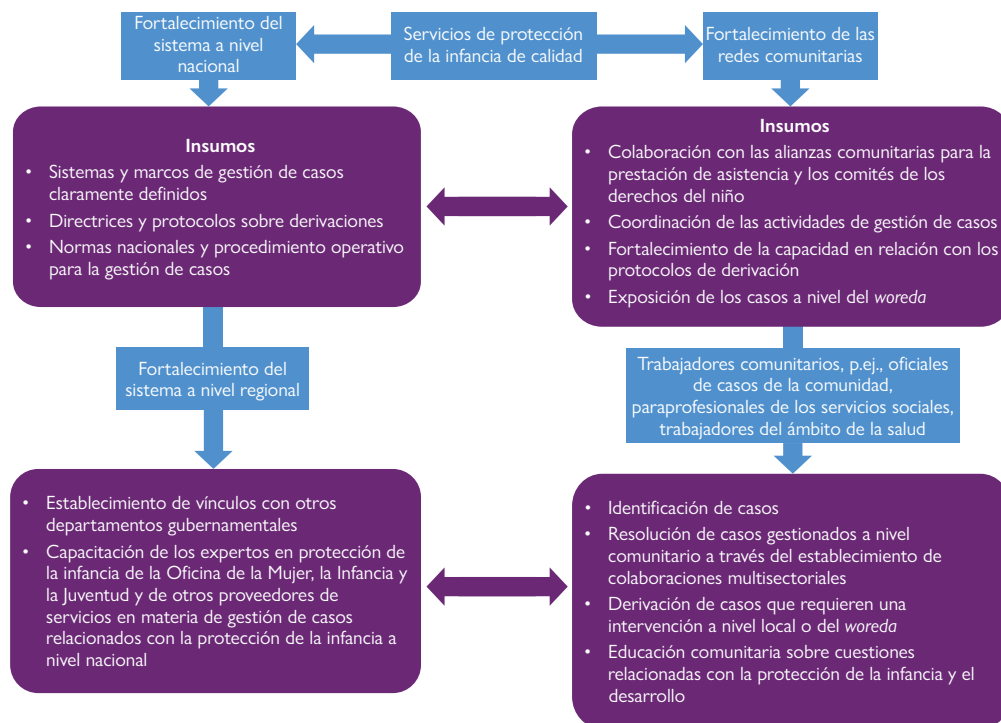 Fortalecimiento del
sistema a nivel
nacional
Servicios de protección
de la infancia de calidad
Fortalecimiento de las
redes comunitarias
Insumos
• Sistemas y marcos de gestión de casos
claramente definidos
• Directrices y protocolos sobre derivaciones
• Normas nacionales y procedimiento operativo
para la gestión de casos
Insumos
• Colaboración con las alianzas comunitarias para la
prestación de asistencia y los comités de los
derechos del niño
• Coordinación de las actividades de gestión de casos
• Fortalecimiento de la capacidad en relación con los
protocolos de derivación
• Exposición de los casos a nivel del woreda
Fortalecimiento del
sistema a nivel regional
Trabajadores comunitarios, p.ej., oficiales
de casos de la comunidad,
paraprofesionales de los servicios sociales,
trabajadores del ámbito de la salud
• Establecimiento de vínculos con otros
departamentos gubernamentales
• Capacitación de los expertos en protección de
la infancia de la Oficina de la Mujer, la Infancia y
la Juventud y de otros proveedores de
servicios en materia de gestión de casos
relacionados con la protección de la infancia a
nivel nacional
• Identificación de casos
• Resolución de casos gestionados a nivel
comunitario a través del establecimiento de
colaboraciones multisectoriales
• Derivación de casos que requieren una
intervención a nivel local o del woreda
• Educación comunitaria sobre cuestiones
relacionadas con la protección de la infancia y el
desarrollo